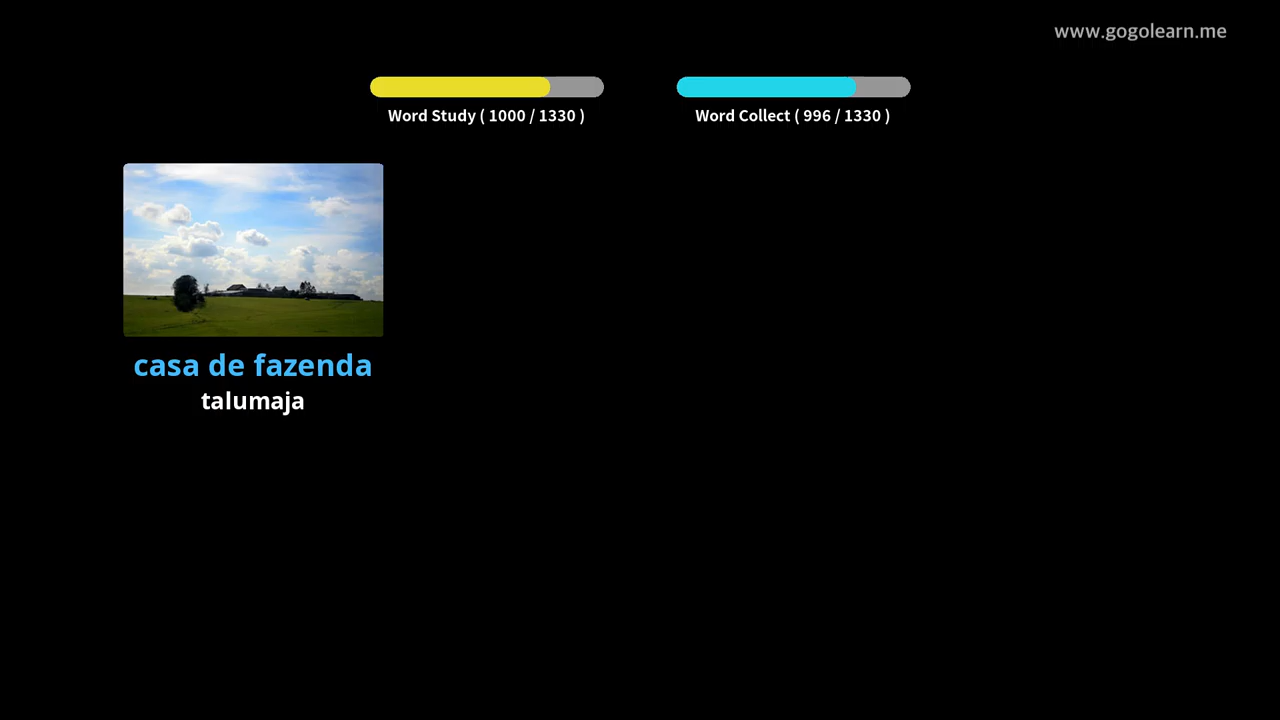 www.gogolearn.me
Word Study ( 1000 / 1330 )
Word Collect ( 996 / 1330 )
casa de fazenda
talumaja